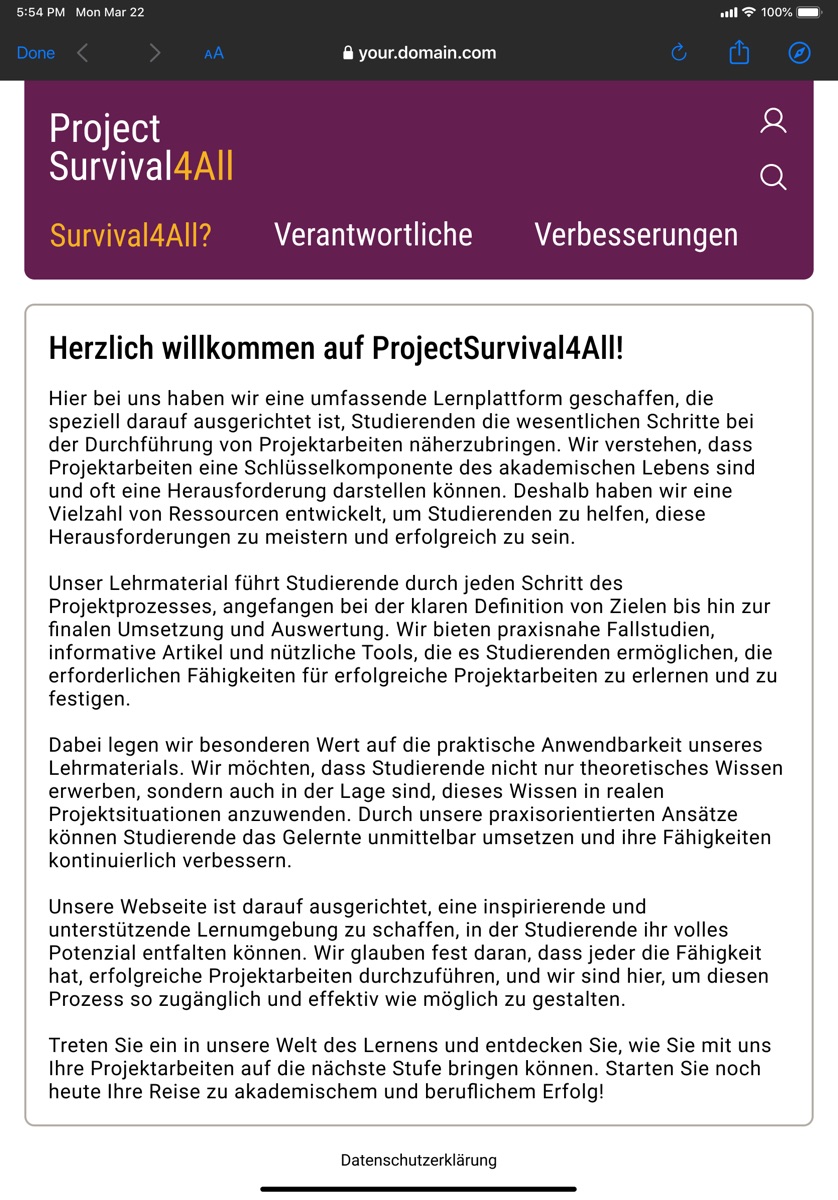 5:54 PM Mon Mar 22
100%
Done
AA
your.domain.com
Project
Survival4All
Survival4All? Verantwortliche Verbesserungen
Herzlich willkommen auf ProjectSurvival4All!
Hier bei uns haben wir eine umfassende Lernplattform geschaffen, die
speziell darauf ausgerichtet ist, Studierenden die wesentlichen Schritte bei
der Durchführung von Projektarbeiten näherzubringen. Wir verstehen, dass
Projektarbeiten eine Schlüsselkomponente des akademischen Lebens sind
und oft eine Herausforderung darstellen können. Deshalb haben wir eine
Vielzahl von Ressourcen entwickelt, um Studierenden zu helfen, diese
Herausforderungen zu meistern und erfolgreich zu sein.
Unser Lehrmaterial führt Studierende durch jeden Schritt des
Projektprozesses, angefangen bei der klaren Definition von Zielen bis hin zur
finalen Umsetzung und Auswertung. Wir bieten praxisnahe Fallstudien,
informative Artikel und nützliche Tools, die es Studierenden ermöglichen, die
erforderlichen Fähigkeiten für erfolgreiche Projektarbeiten zu erlernen und zu
festigen.
Dabei legen wir besonderen Wert auf die praktische Anwendbarkeit unseres
Lehrmaterials. Wir möchten, dass Studierende nicht nur theoretisches Wissen
erwerben, sondern auch in der Lage sind, dieses Wissen in realen
Projektsituationen anzuwenden. Durch unsere praxisorientierten Ansätze
können Studierende das Gelernte unmittelbar umsetzen und ihre Fähigkeiten
kontinuierlich verbessern.
Unsere Webseite ist darauf ausgerichtet, eine inspirierende und
unterstützende Lernumgebung zu schaffen, in der Studierende ihr volles
Potenzial entfalten können. Wir glauben fest daran, dass jeder die Fähigkeit
hat, erfolgreiche Projektarbeiten durchzuführen, und wir sind hier, um diesen
Prozess so zugänglich und effektiv wie möglich zu gestalten.
Treten Sie ein in unsere Welt des Lernens und entdecken Sie, wie Sie mit uns
Ihre Projektarbeiten auf die nächste Stufe bringen können. Starten Sie noch
heute Ihre Reise zu akademischem und beruflichem Erfolg!
Datenschutzerklärung